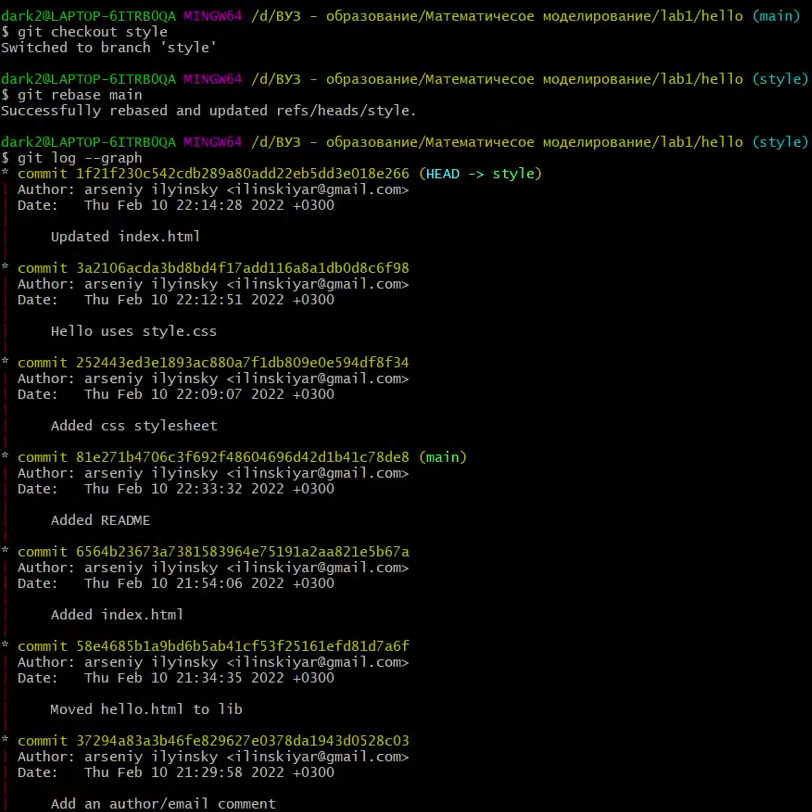 dark2@LAPTOP-6ITRB0QA MINGW64 /d/ВУЗ - образование/Математичесое моделирование/lab1/hello (main)
$ git checkout style
Switched to branch 'style'
dark2@LAPTOP-6ITRB0QA MINGW64 /d/ВУЗ - образование/Математичесое моделирование/lab1/hello (style)
$ git rebase main
Successfully rebased and updated refs/heads/style.
dark2@LAPTOP-6ITRB0QA MINGW64 /d/ВУЗ - образование/Математичесое моделирование/lab1/hello (style)
$ git log --graph
* commit 1f21f230c542cdb289a80add22eb5dd3e018e266 (HEAD -> style)
| Author: arseniy ilyinsky <ilinskiyar@gmail.com>
| Date:   Thu Feb 10 22:14:28 2022 +0300
|
|     Updated index.html
|
* commit 3a2106acda3bd8bd4f17add116a8a1db0d8c6f98
| Author: arseniy ilyinsky <ilinskiyar@gmail.com>
| Date:   Thu Feb 10 22:12:51 2022 +0300
|
|     Hello uses style.css
|
* commit 252443ed3e1893ac880a7f1db809e0e594df8f34
| Author: arseniy ilyinsky <ilinskiyar@gmail.com>
| Date:   Thu Feb 10 22:09:07 2022 +0300
|
|     Added css stylesheet
|
* commit 81e271b4706c3f692f48604696d42d1b41c78de8 (main)
| Author: arseniy ilyinsky <ilinskiyar@gmail.com>
| Date:   Thu Feb 10 22:33:32 2022 +0300
|
|     Added README
|
* commit 6564b23673a7381583964e75191a2aa821e5b67a
| Author: arseniy ilyinsky <ilinskiyar@gmail.com>
| Date:   Thu Feb 10 21:54:06 2022 +0300
|
|     Added index.html
|
* commit 58e4685b1a9bd6b5ab41cf53f25161efd81d7a6f
| Author: arseniy ilyinsky <ilinskiyar@gmail.com>
| Date:   Thu Feb 10 21:34:35 2022 +0300
|
|     Moved hello.html to lib
|
* commit 37294a83a3b46fe829627e0378da1943d0528c03
| Author: arseniy ilyinsky <ilinskiyar@gmail.com>
| Date:   Thu Feb 10 21:29:58 2022 +0300
|
|     Add an author/email comment